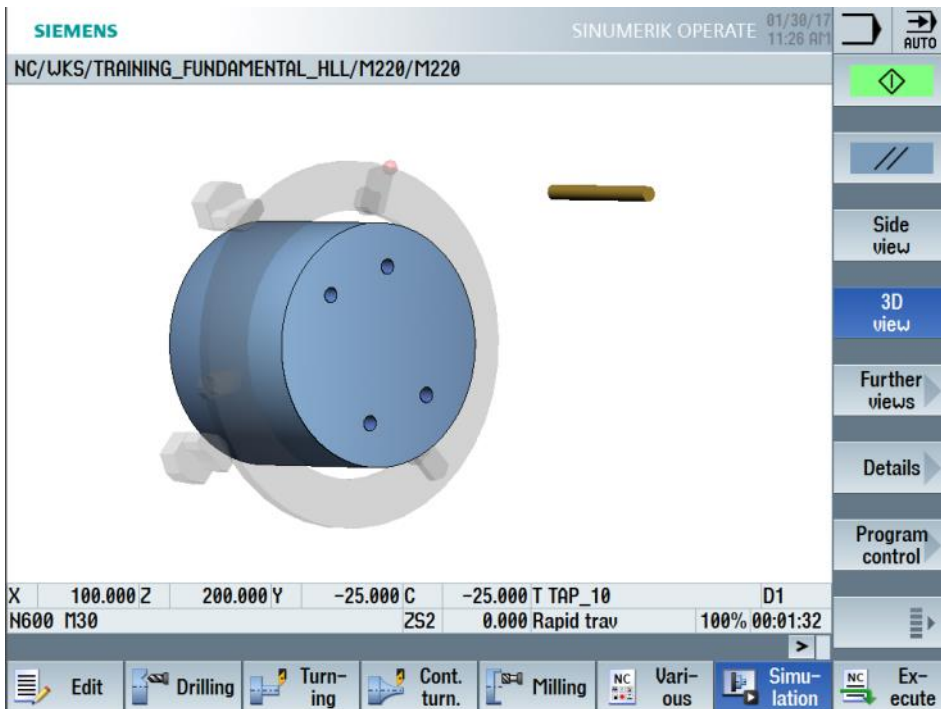 SIEMENS
SINUMERIK OPERATE
01/30/17
11:26 AM
AUTO
NC/WKS/TRAINING_FUNDAMENTAL_HLL/M220/M220
Side
view
3D
view
Further
views
Details
Program
control
X 100.000 Z 200.000 Y -25.000 C -25.000 T TAP_10 D1
N600 M30 ZS2 0.000 Rapid trav 100% 00:01:32
>
Edit
Drilling
Turn-
ing
Cont.
turn.
Milling
NC
Vari-
ous
Simu-
lation
NC
Ex-
ecute